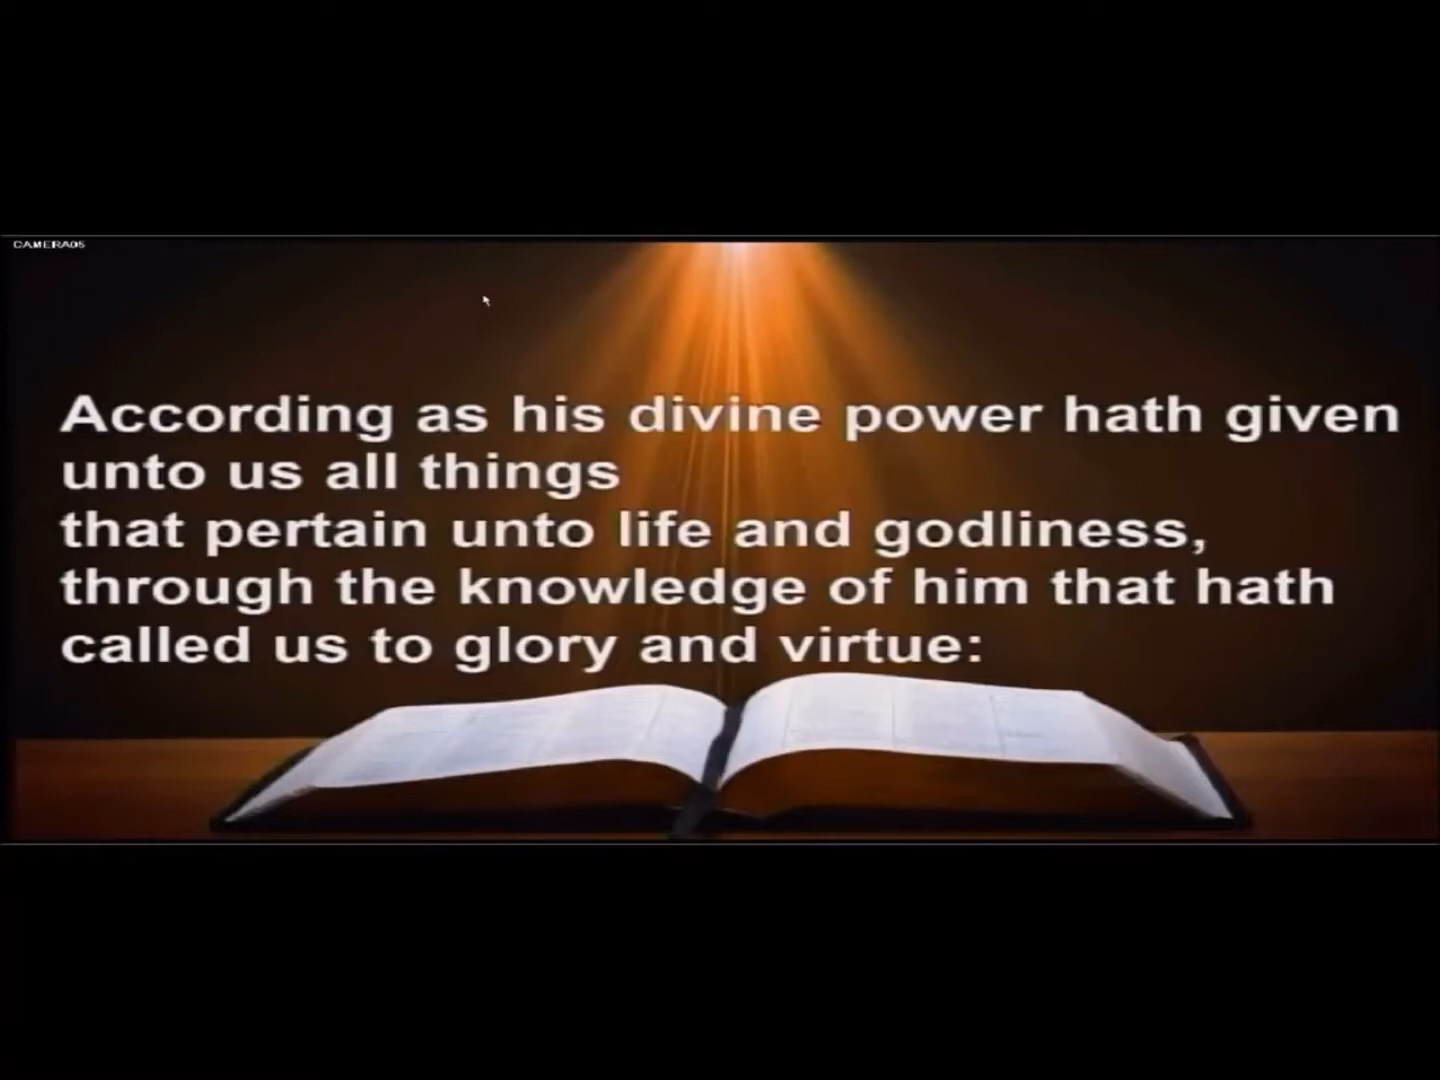 CAMERA05
According as his divine power hath given
unto us all things
that pertain unto life and godliness,
through the knowledge of him that hath
called us to glory and virtue: